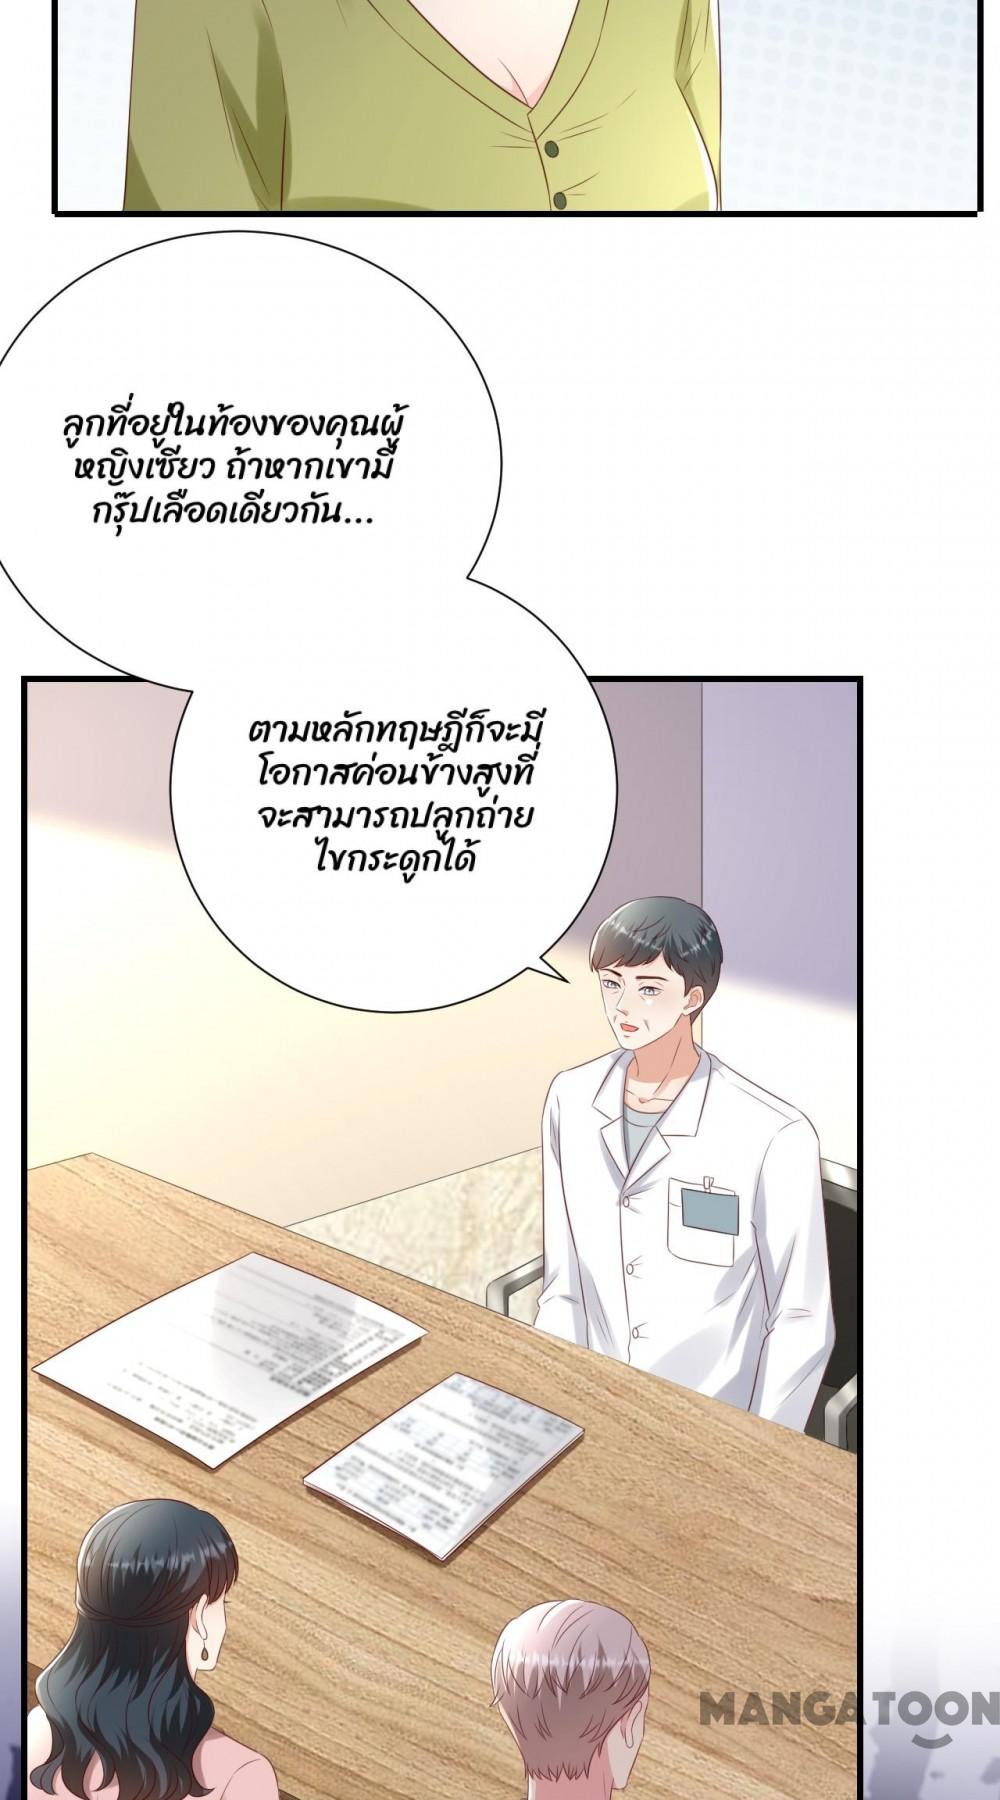 ลูกที่อยู่ในท้องของคุณผู้
หญิงเซียว ถ้าหากเขามี
กรุ๊ปเลือดเดียวกัน...
ตามหลักทฤษฎีก็จะมี
โอกาสค่อนข้างสูงที่
จะสามารถปลูกถ่าย
ไขกระดูกได้
MANGATOON